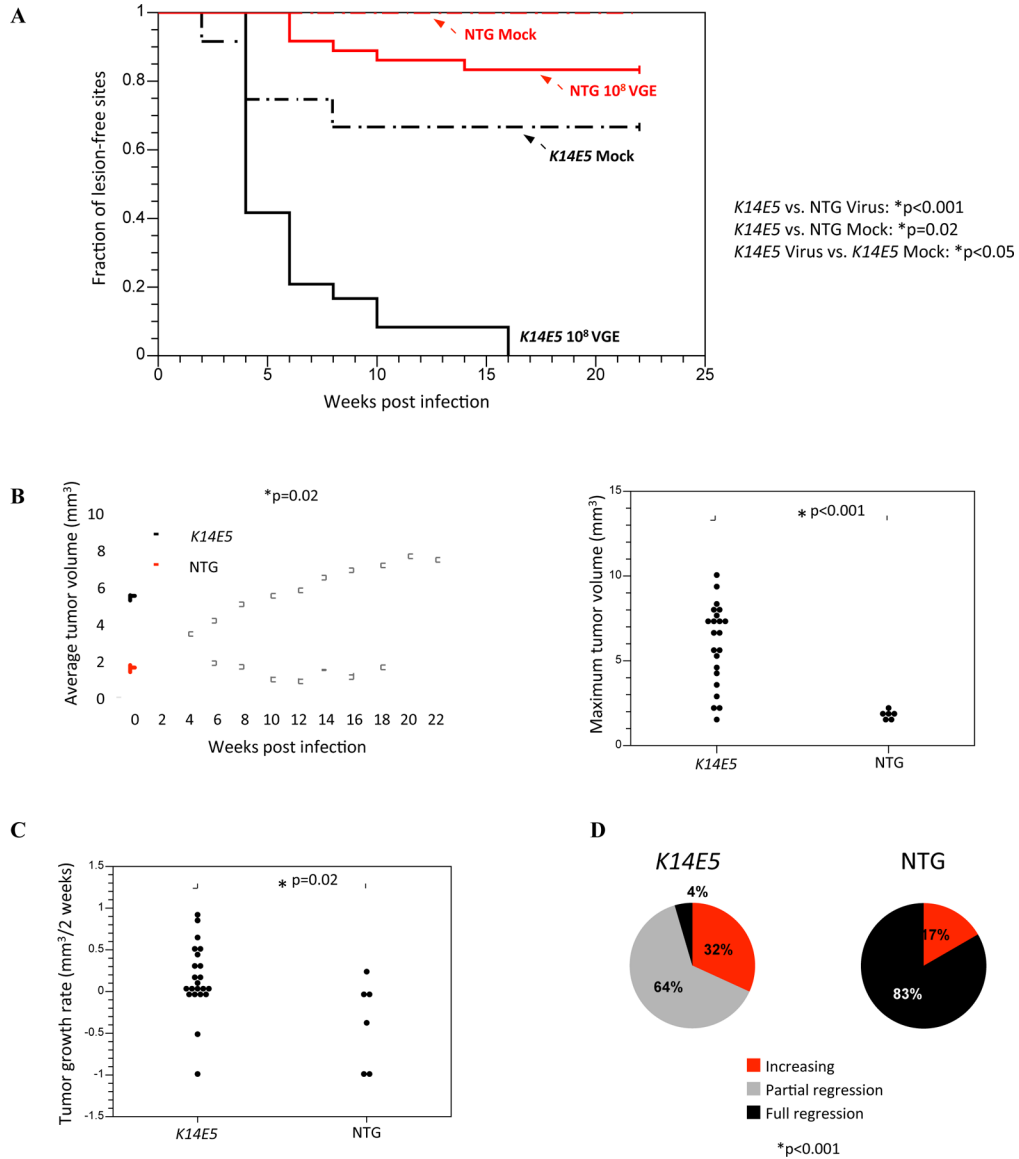 A
Fraction of lesion-free sites
1
0.8
0.6
0.4
0.2
0
NTG Mock
NTG 10⁸ VGE
K14E5 Mock
K14E5 10⁸ VGE
0 5 10 15 20 25
Weeks post infection
K14E5 vs. NTG Virus: *p<0.001
K14E5 vs. NTG Mock: *p=0.02
K14E5 Virus vs. K14E5 Mock: *p<0.05
B
Average tumor volume (mm³)
*p=0.02
10
8
6
4
2
0
K14E5
NTG
0 2 4 6 8 10 12 14 16 18 20 22
Weeks post infection
Maximum tumor volume (mm³)
15
10
5
0
* p<0.001
K14E5 NTG
C
Tumor growth rate (mm³/2 weeks)
1.5
1
0.5
0
-0.5
-1
-1.5
* p=0.02
K14E5 NTG
D
K14E5 NTG
4%
32%
64%
17%
83%
Increasing
Partial regression
Full regression
*p<0.001